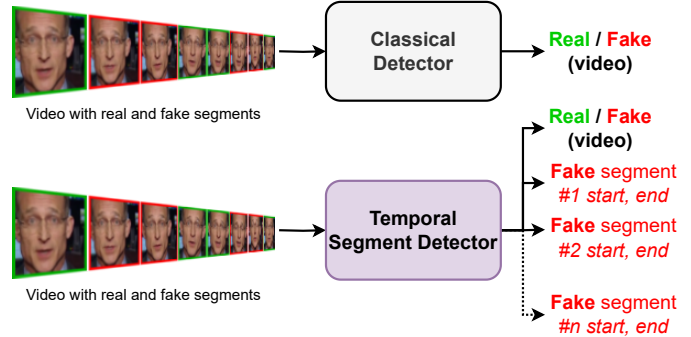 Classical
Detector
Real / Fake
(video)
Video with real and fake segments
Real / Fake
(video)
Fake segment
#1 start, end
Temporal
Segment Detector
Fake segment
#2 start, end
Video with real and fake segments
Fake segment
#n start, end